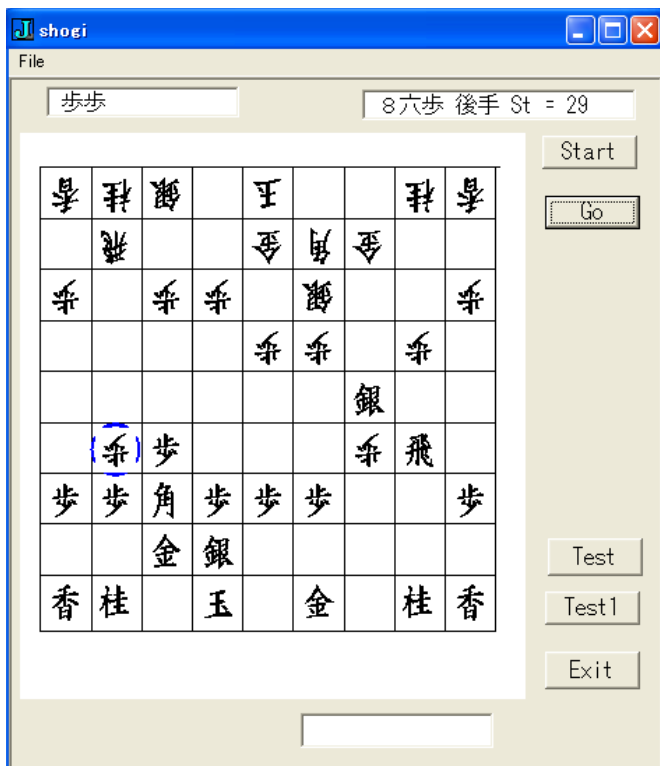 shogi
File
歩歩
８六歩 後手 St = 29
Start
Go
香 桂 銀 王 桂 香
飛 金 角 金
歩 歩 歩 銀 歩
歩 歩 歩
銀
歩 歩 歩 飛
歩 歩 角 歩 歩 歩 歩
金 銀
香 桂 玉 金 桂 香
Test
Test1
Exit